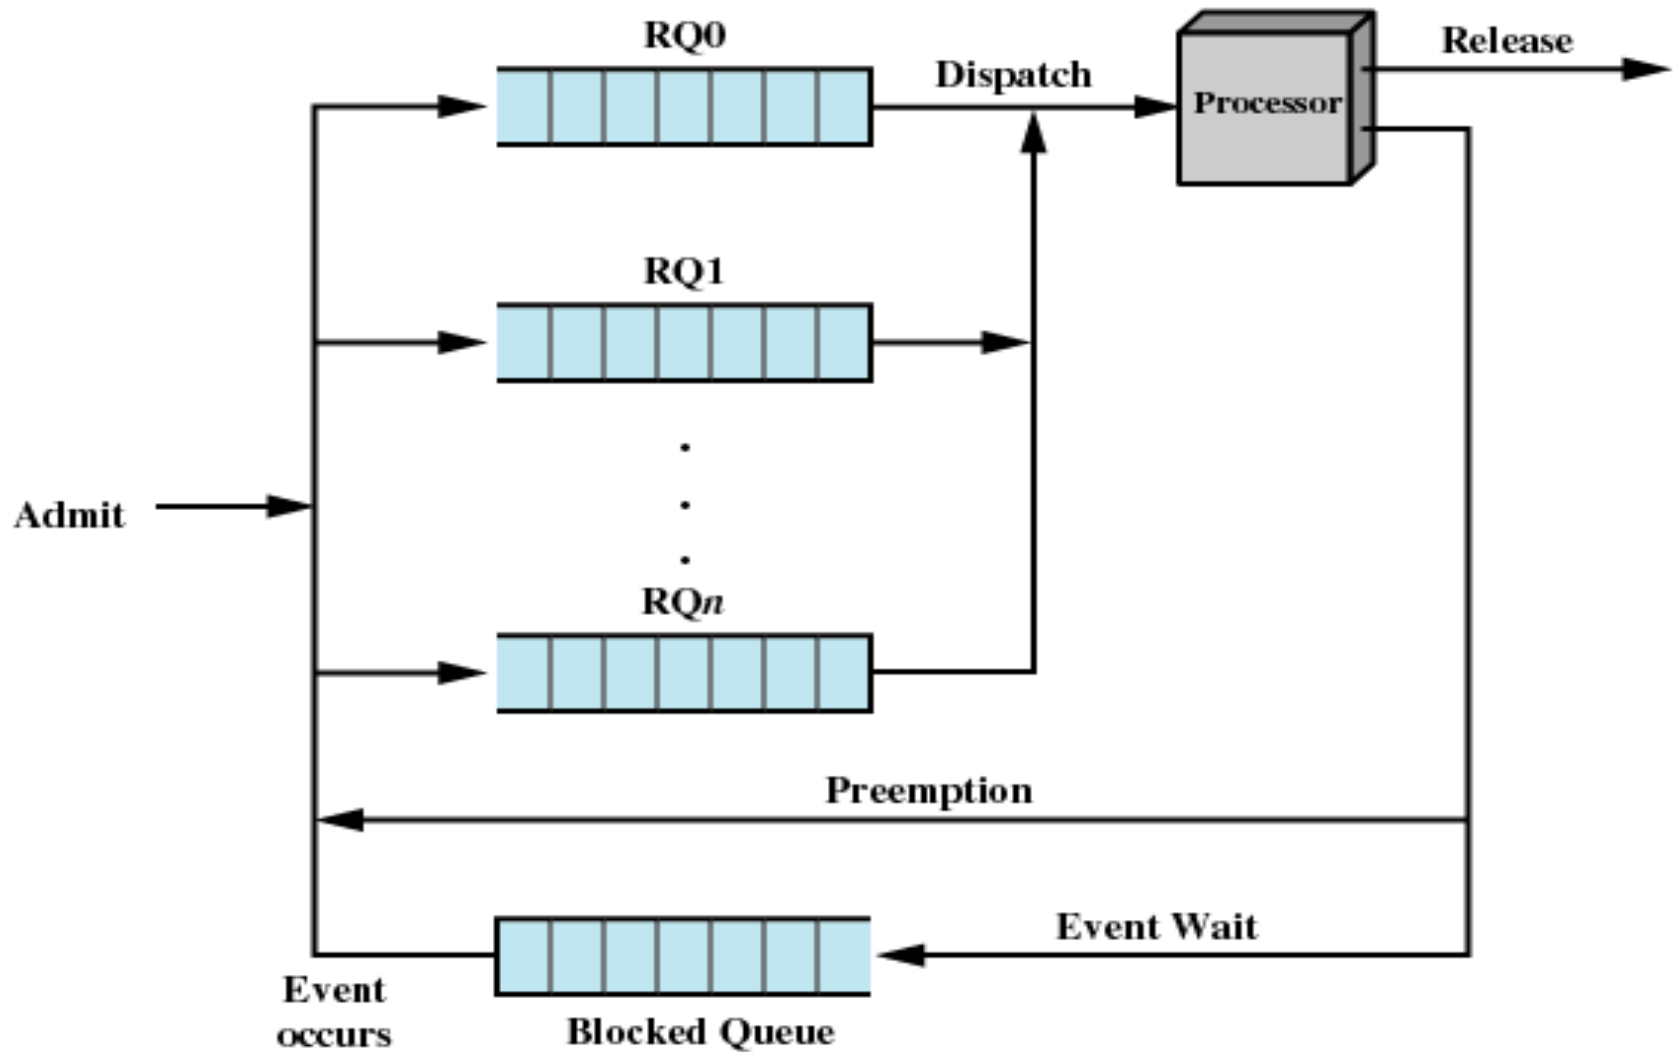 RQ0
Dispatch
Release
Processor
RQ1
Admit
RQn
Preemption
Event Wait
Event
occurs
Blocked Queue